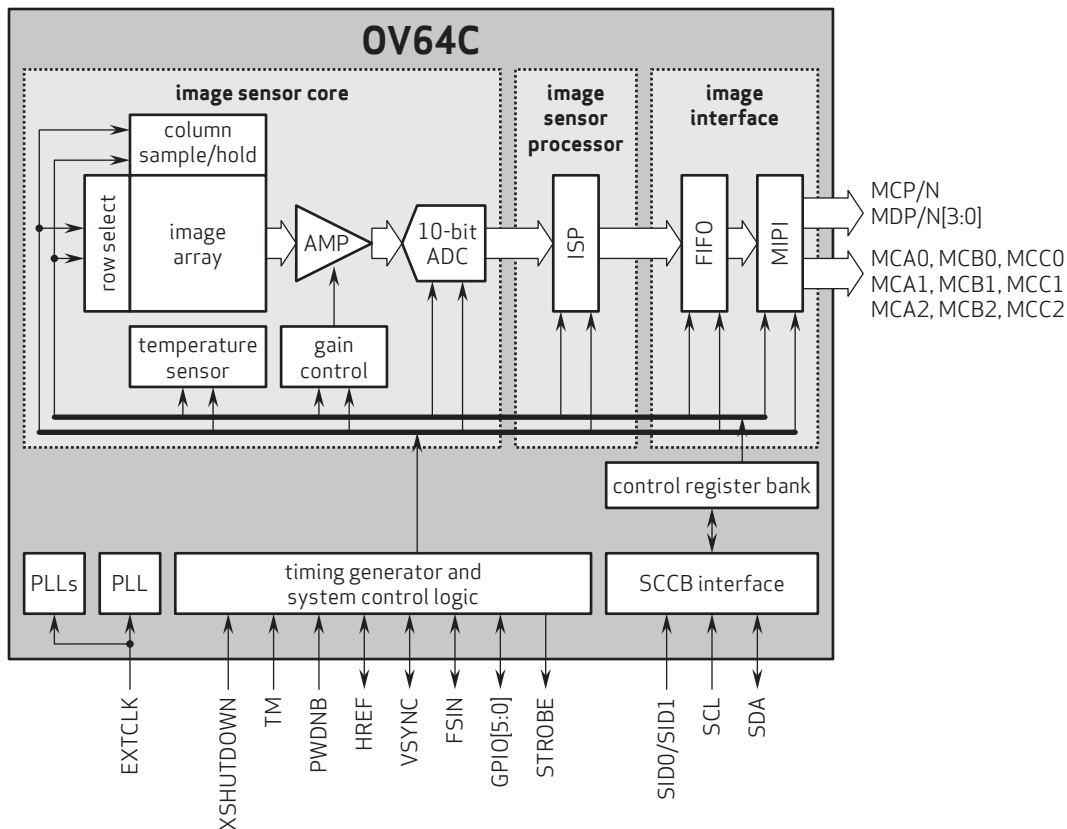 OV64C
image sensor core
image
sensor
processor
image
interface
column
sample/hold
row select
image
array
AMP
10-bit
ADC
ISP
FIFO
MIPI
MCP/N
MDP/N[3:0]
MCA0, MCB0, MCC0
MCA1, MCB1, MCC1
MCA2, MCB2, MCC2
temperature
sensor
gain
control
control register bank
PLLs
PLL
timing generator and
system control logic
SCCB interface
EXTCLK
XSHUTDOWN
TM
PWDNB
HREF
VSYNC
FSIN
GPIO[5:0]
STROBE
SID0/SID1
SCL
SDA